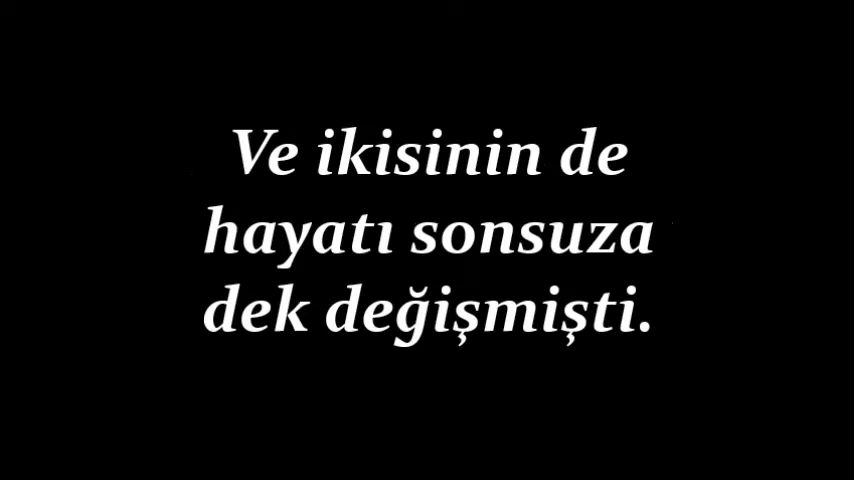 Ve ikisinin de
hayatı sonsuza
dek değişmişti.